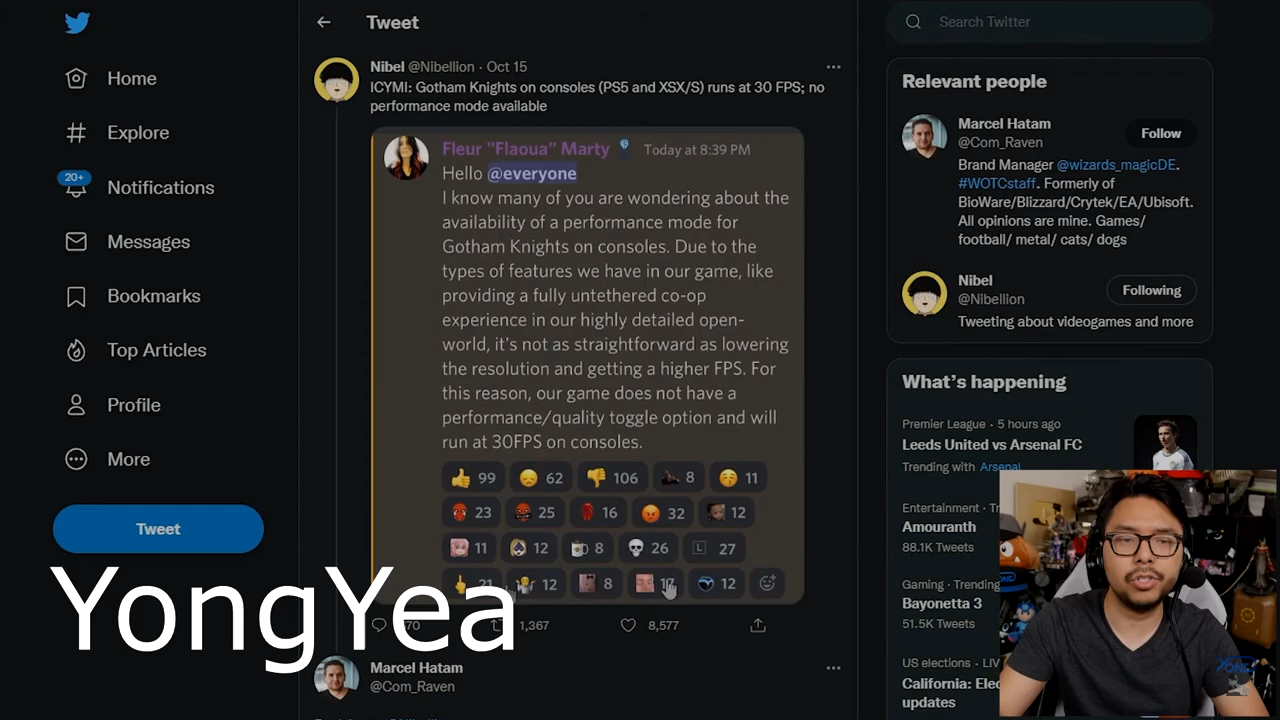 Tweet
Search Twitter
Home
Explore
20+
Notifications
Messages
Bookmarks
Top Articles
Profile
More
Tweet
Nibel @Nibellion · Oct 15
ICYMI: Gotham Knights on consoles (PS5 and XSX/S) runs at 30 FPS; no
performance mode available
Fleur "Flaoua" Marty Today at 8:39 PM
Hello @everyone
I know many of you are wondering about the
availability of a performance mode for
Gotham Knights on consoles. Due to the
types of features we have in our game, like
providing a fully untethered co-op
experience in our highly detailed open-
world, it's not as straightforward as lowering
the resolution and getting a higher FPS. For
this reason, our game does not have a
performance/quality toggle option and will
run at 30FPS on consoles.
99 62 106 8 11
23 25 16 32 12
11 12 8 26 L 27
21 12 8 12
1,367 8,577
Marcel Hatam
@Com_Raven
Relevant people
Marcel Hatam
@Com_Raven
Follow
Brand Manager @wizards_magicDE.
#WOTCstaff. Formerly of
BioWare/Blizzard/Crytek/EA/Ubisoft.
All opinions are mine. Games/
football/ metal/ cats/ dogs
Nibel
@Nibellion
Following
Tweeting about videogames and more
What's happening
Premier League · 5 hours ago
Leeds United vs Arsenal FC
Trending with Arsenal
Entertainment ·
Amouranth
88.1K Tweets
Gaming · Trending
Bayonetta 3
51.5K Tweets
US elections ·
California:
updates
YongYea